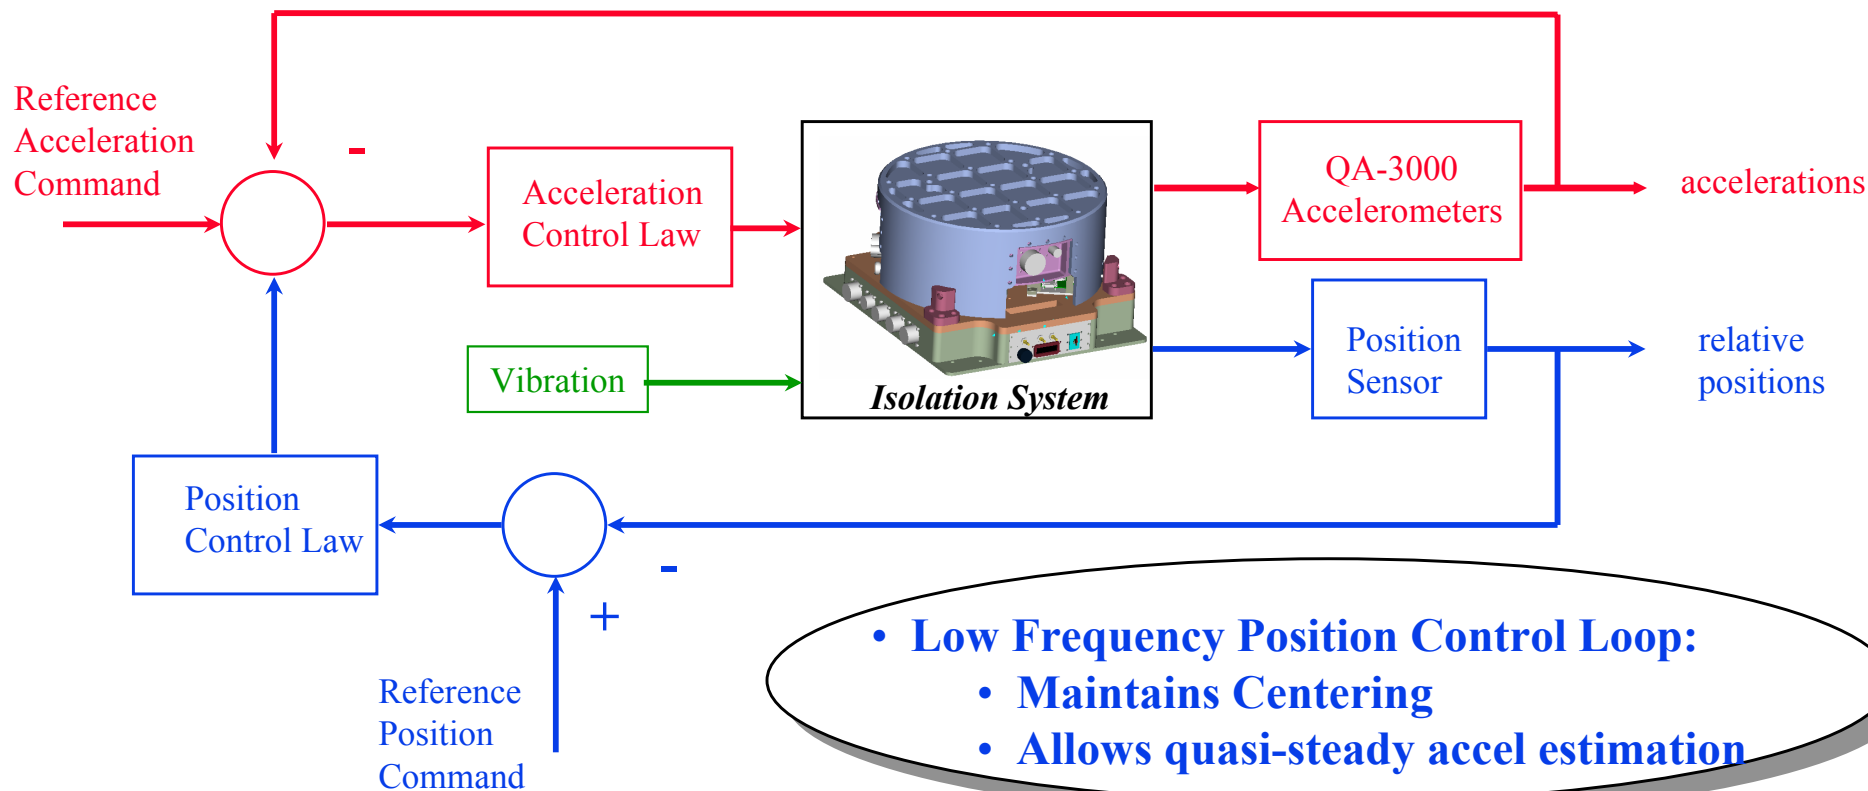 Reference
Acceleration
Command
-
Acceleration
Control Law
QA-3000
Accelerometers
accelerations
Vibration
Isolation System
Position
Sensor
relative
positions
Position
Control Law
-
+
Reference
Position
Command
• Low Frequency Position Control Loop:
• Maintains Centering
• Allows quasi-steady accel estimation